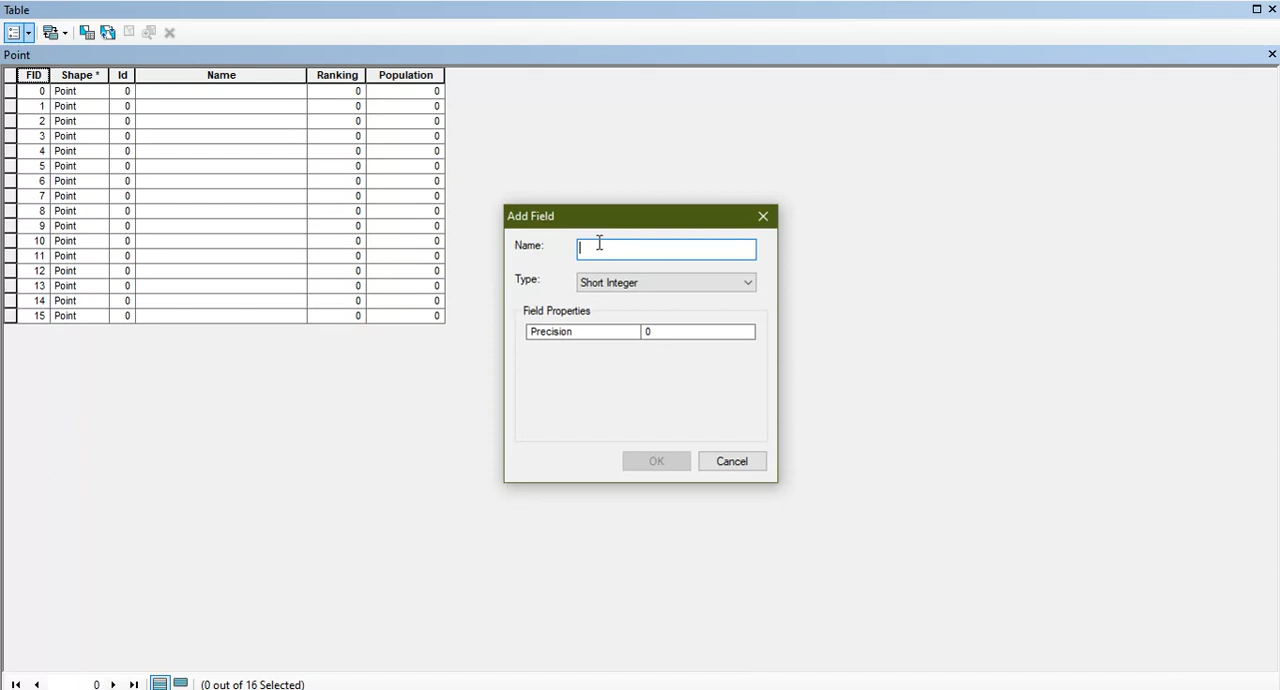 Table
Point
FID Shape * Id Name Ranking Population
0 Point 0 0 0
1 Point 0 0 0
2 Point 0 0 0
3 Point 0 0 0
4 Point 0 0 0
5 Point 0 0 0
6 Point 0 0 0
7 Point 0 0 0
8 Point 0 0 0
9 Point 0 0 0
10 Point 0 0 0
11 Point 0 0 0
12 Point 0 0 0
13 Point 0 0 0
14 Point 0 0 0
15 Point 0 0 0
Add Field
Name:
Type: Short Integer
Field Properties
Precision 0
OK Cancel
0 (0 out of 16 Selected)